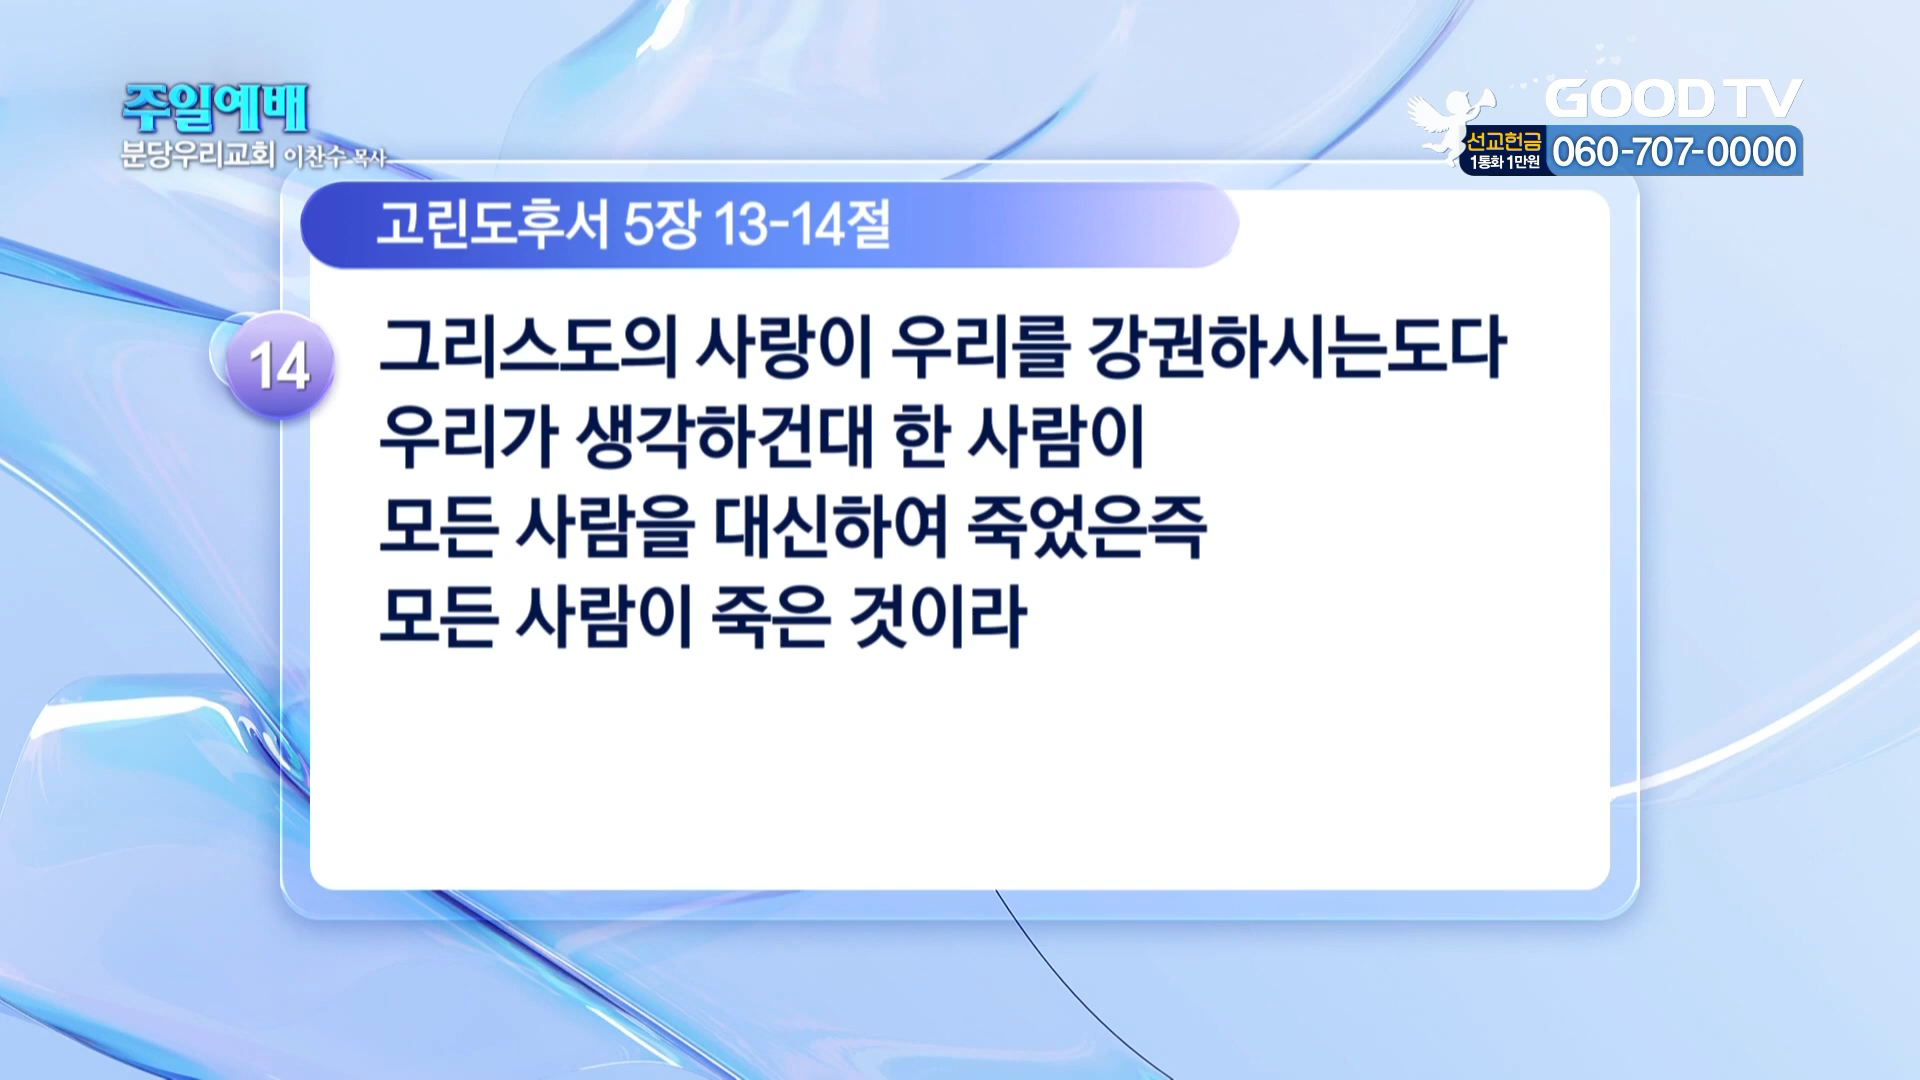 주일예배
분당우리교회 이찬수 목사
GOODTV
선교헌금
1통화 1만원
060-707-0000
고린도후서 5장 13-14절
14
그리스도의 사랑이 우리를 강권하시는도다
우리가 생각하건대 한 사람이
모든 사람을 대신하여 죽었은즉
모든 사람이 죽은 것이라